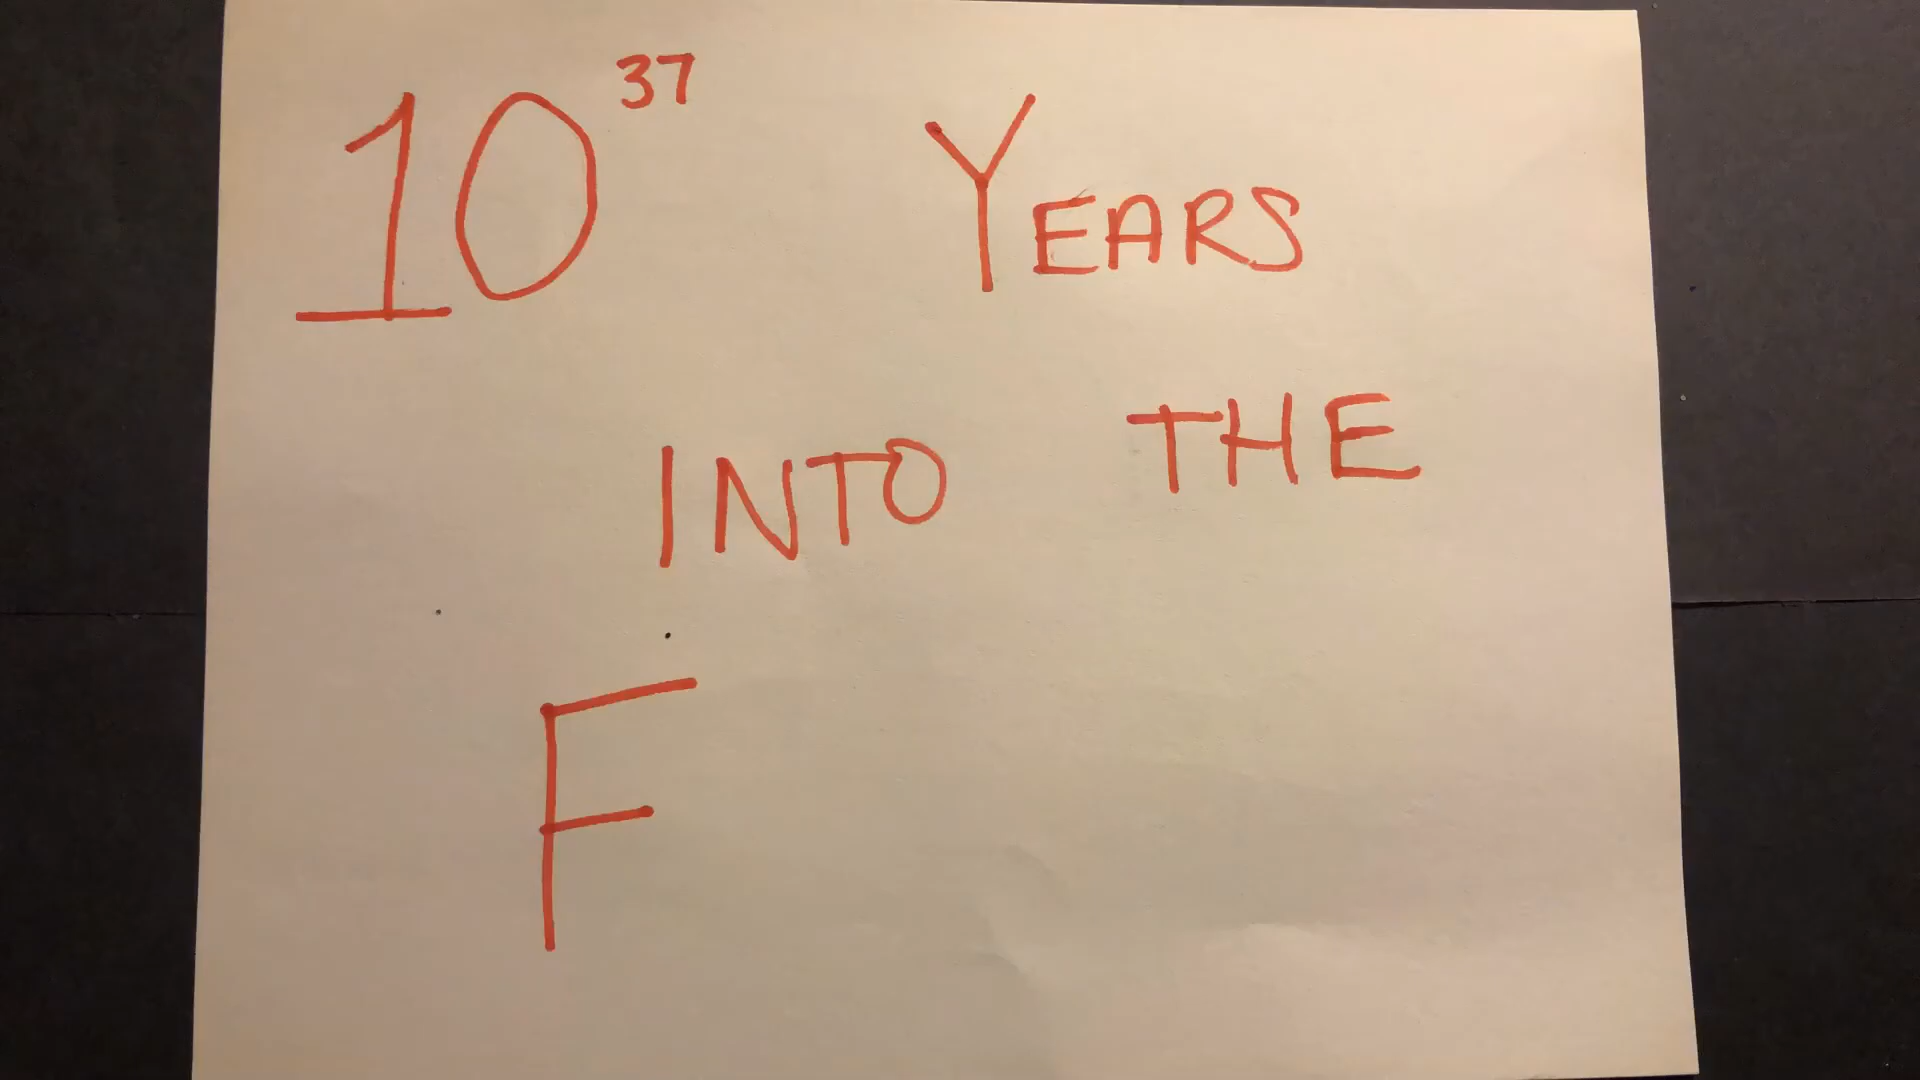 10³⁷ YEARS
INTO THE
F